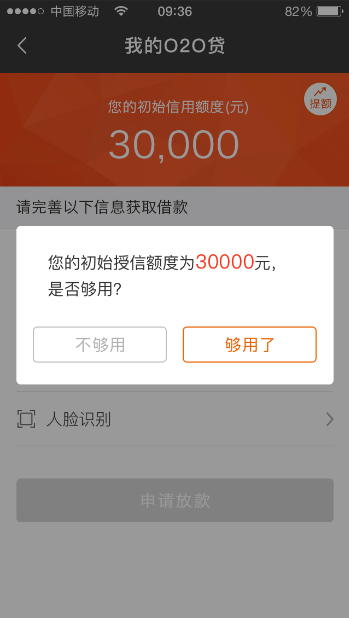 中国移动 09:36 82%
我的O2O贷
您的初始信用额度(元)
提额
30,000
请完善以下信息获取借款
您的初始授信额度为30000元，
是否够用?
不够用 够用了
人脸识别
申请放款